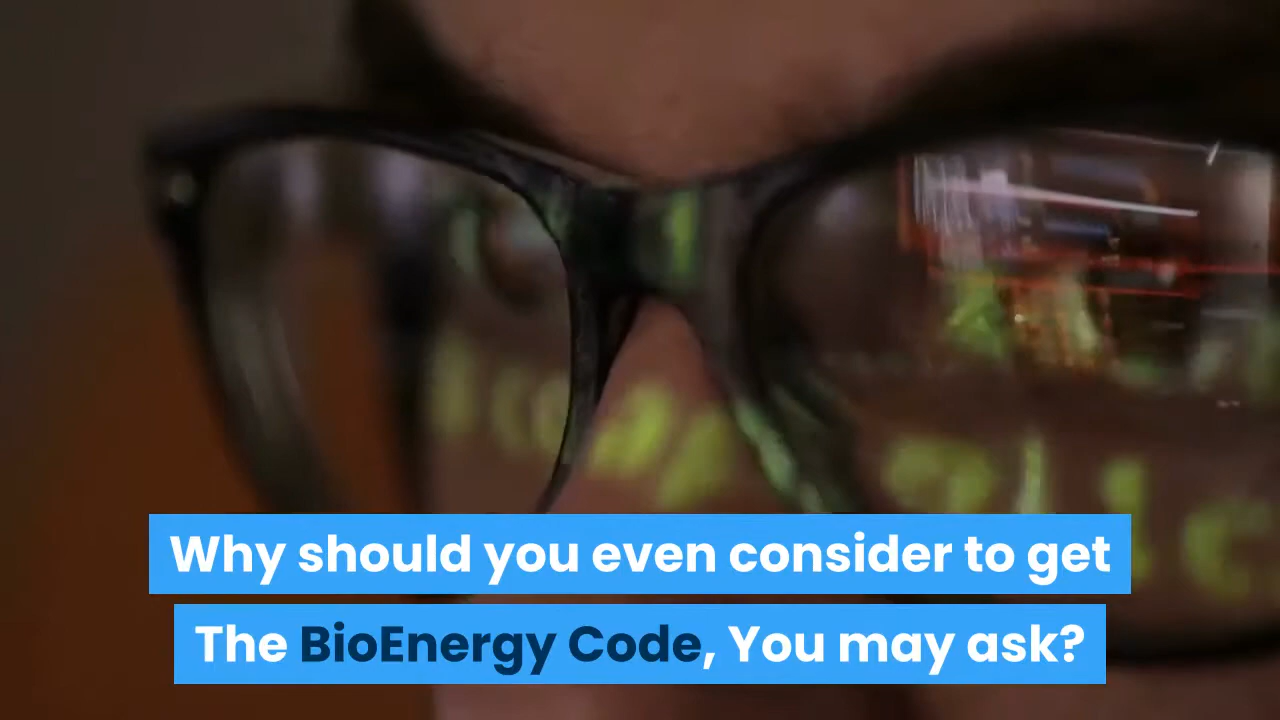 Why should you even consider to get
The BioEnergy Code, You may ask?